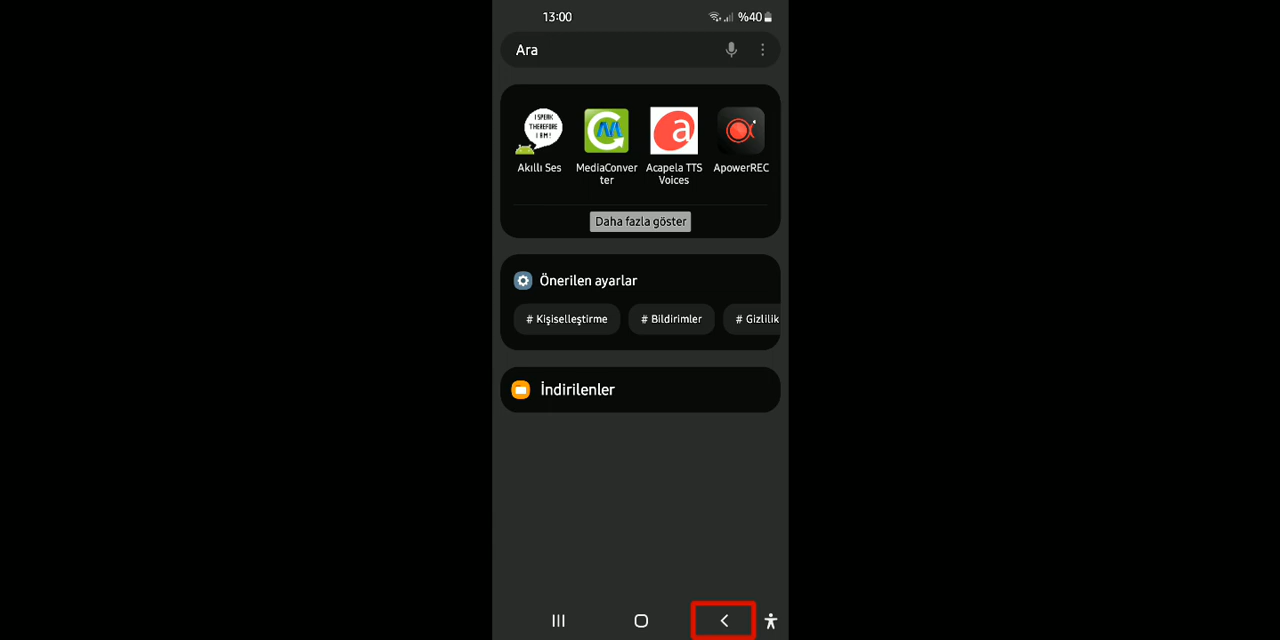 13:00
%40
Ara
I SPEAK
THEREFORE
I AM!
Akıllı Ses
MediaConver
ter
a
Acapela TTS
Voices
ApowerREC
Daha fazla göster
Önerilen ayarlar
# Kişiselleştirme
# Bildirimler
# Gizlilik
İndirilenler